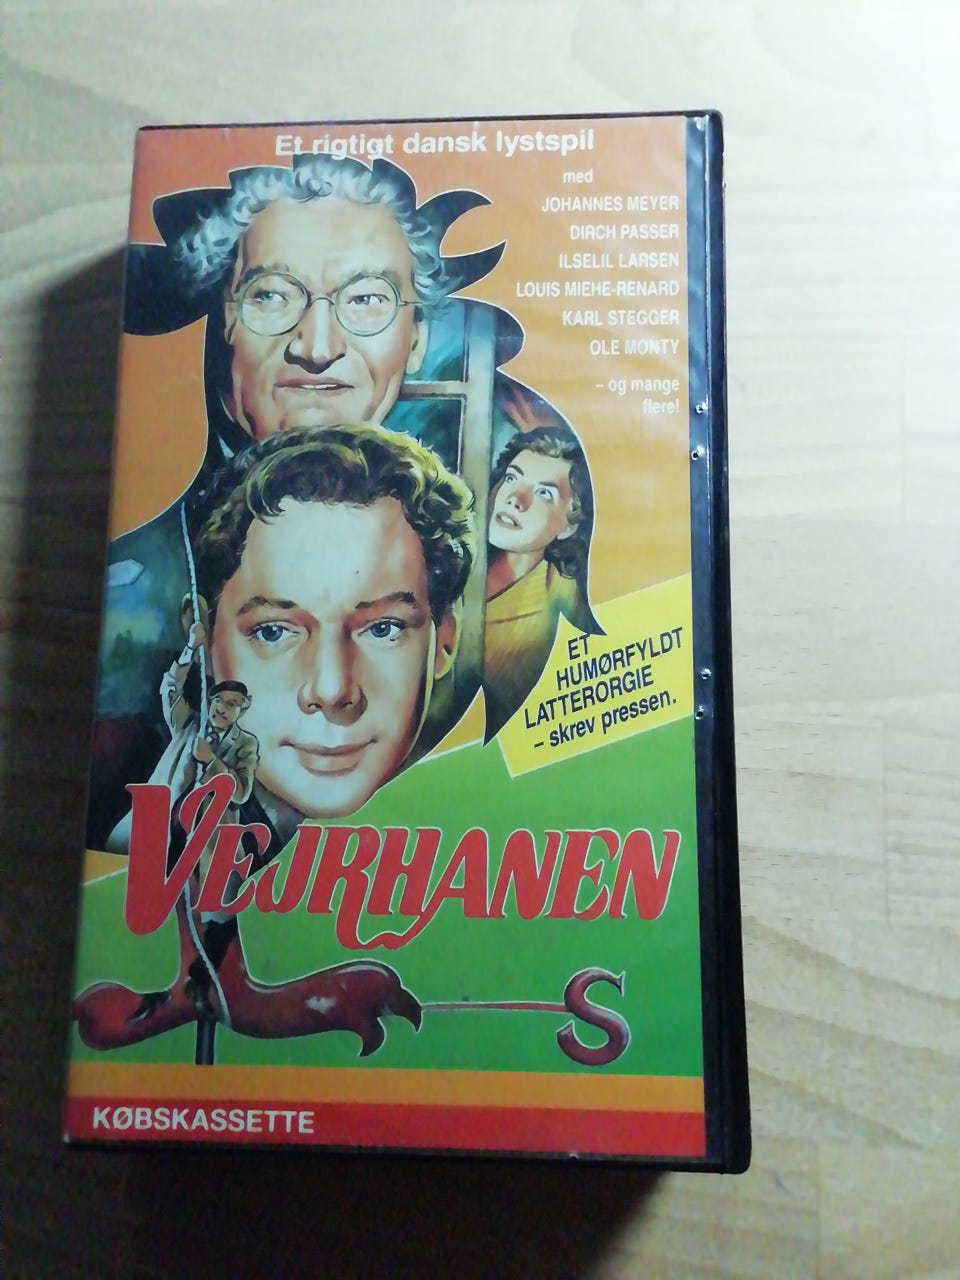 Et rigtigt dansk lystspil
med
JOHANNES MEYER
DIRCH PASSER
ILSELIL LARSEN
LOUIS MIEHE-RENARD
KARL STEGGER
OLE MONTY
– og mange
flere!
ET
HUMØRFYLDT
LATTERORGIE
– skrev pressen.
VEJRHANEN
S
KØBSKASSETTE